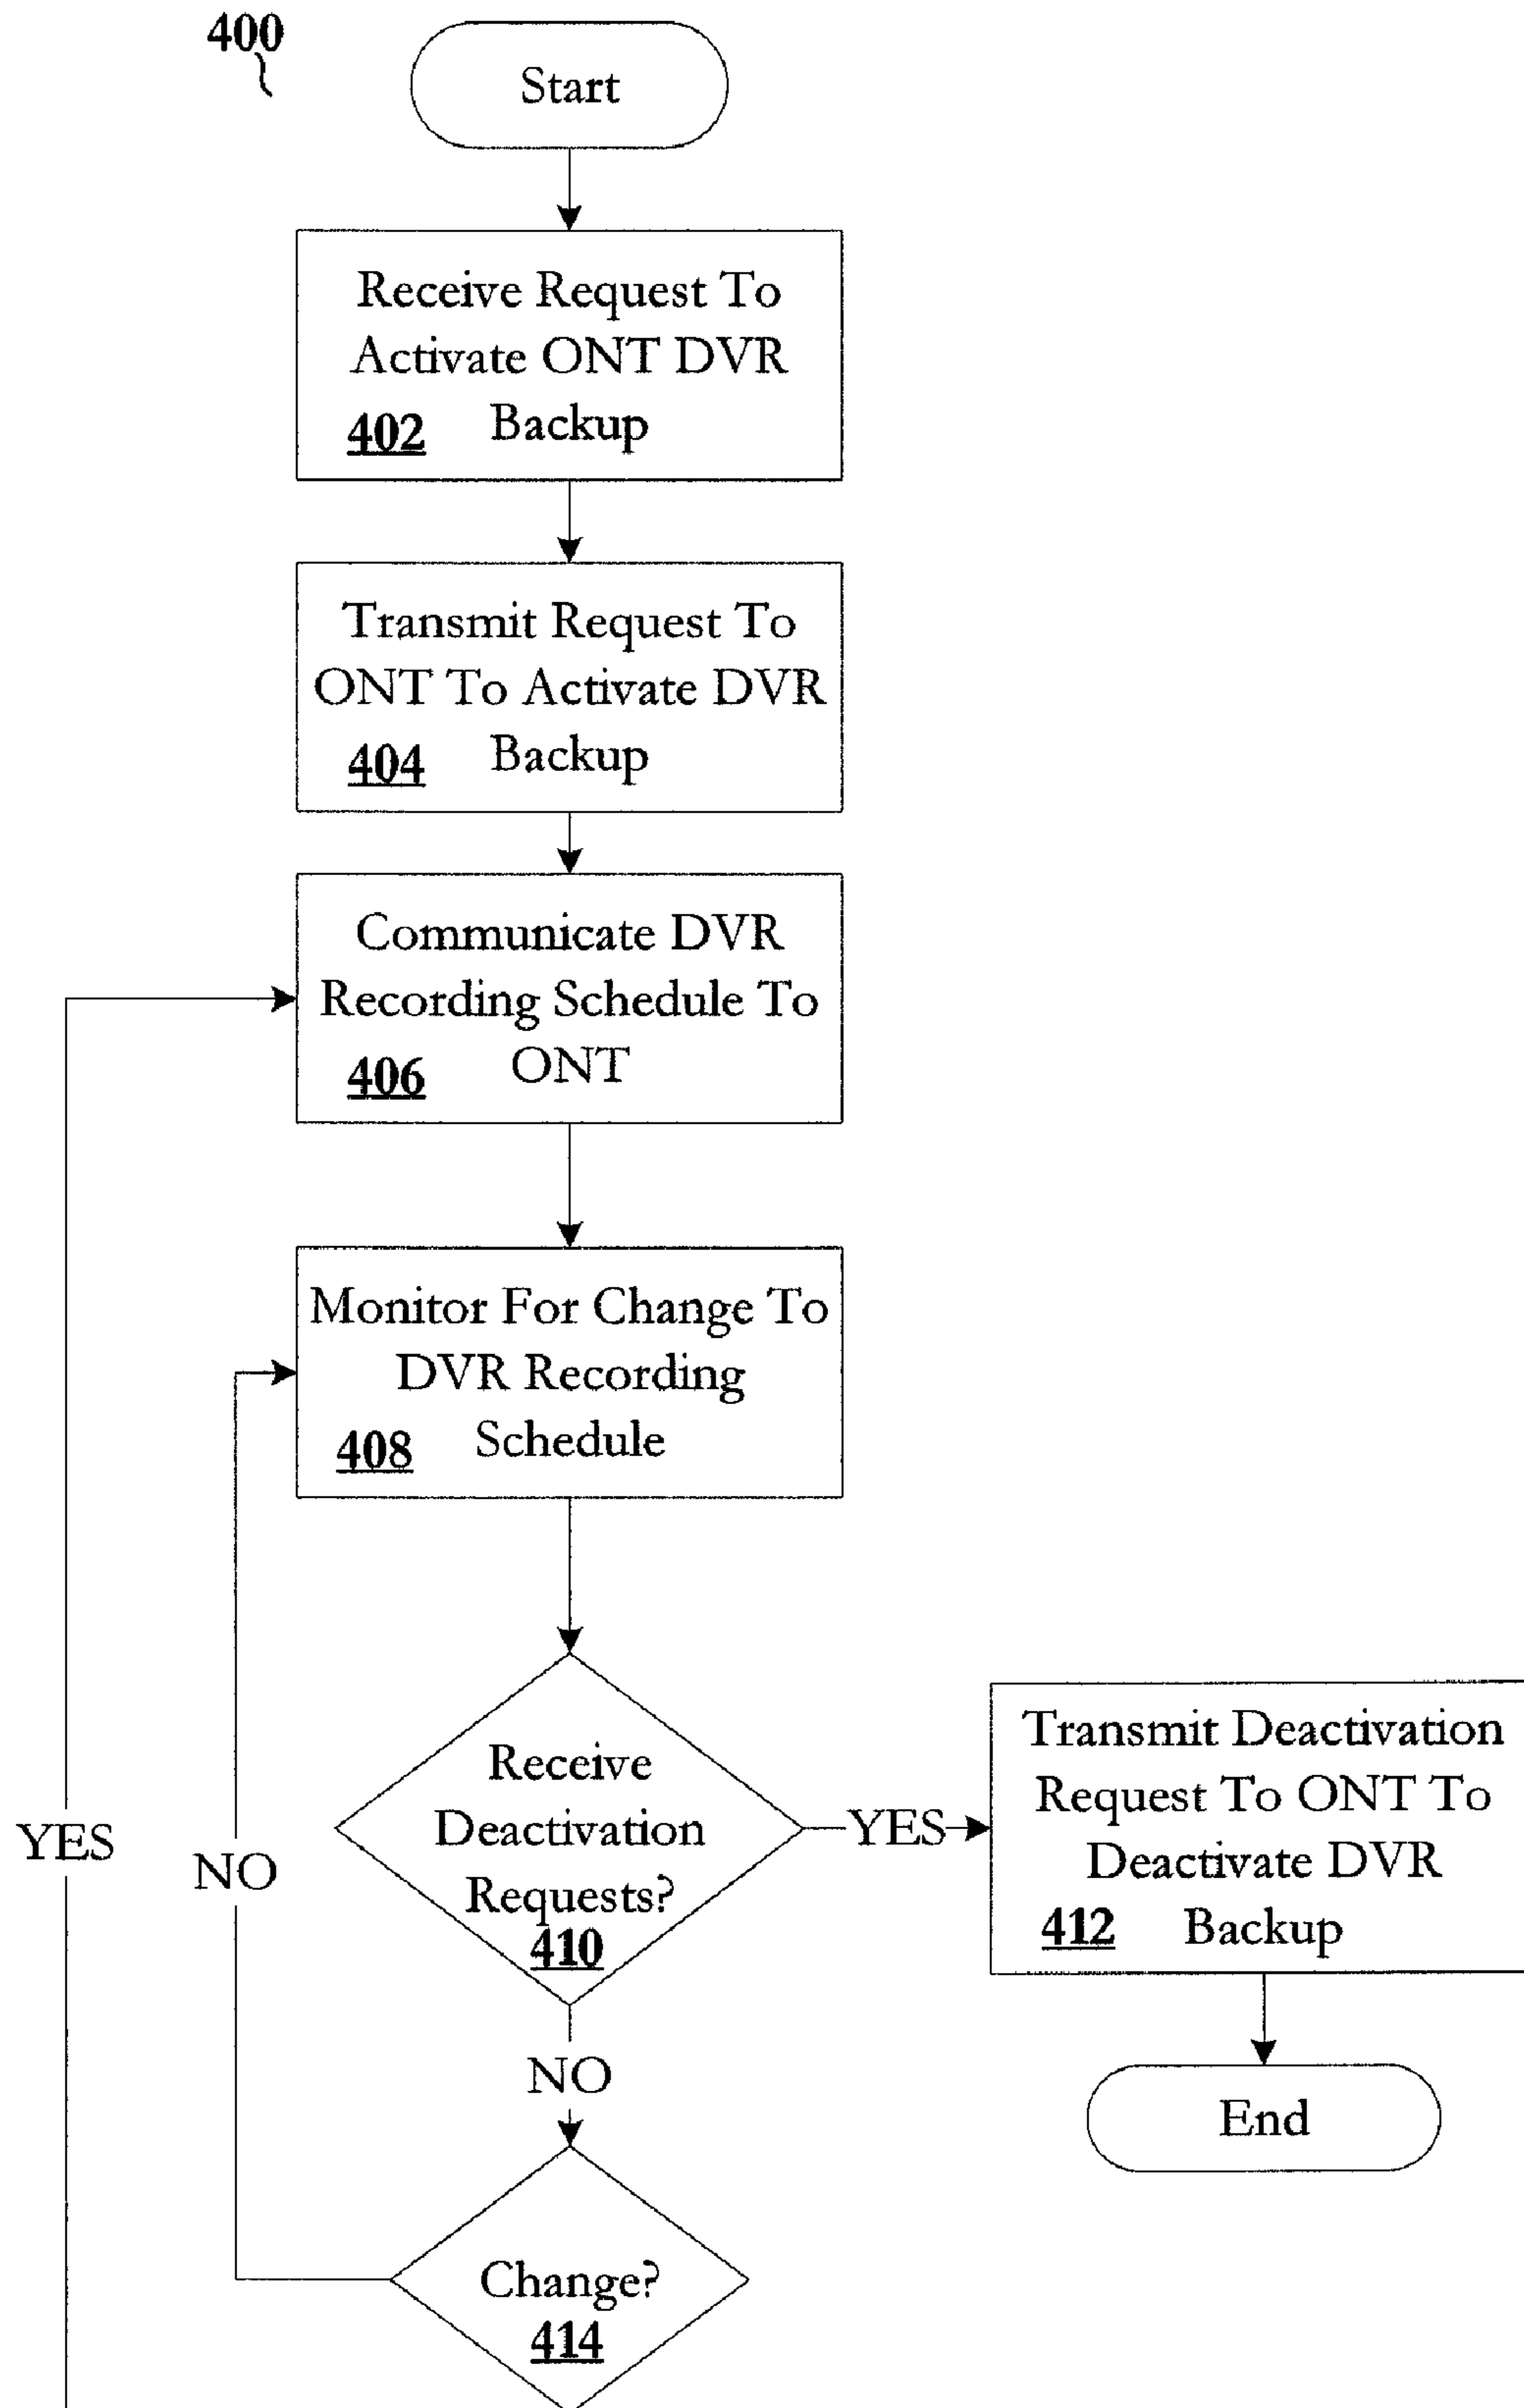 400
Start
Receive Request To
Activate ONT DVR
402 Backup
Transmit Request To
ONT To Activate DVR
404 Backup
Communicate DVR
Recording Schedule To
406 ONT
Monitor For Change To
DVR Recording
408 Schedule
Receive
Deactivation
Requests?
410
YES
Transmit Deactivation
Request To ONT To
Deactivate DVR
412 Backup
End
YES
NO
NO
Change?
414